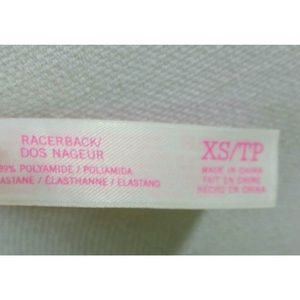 RACERBACK/
DOS NAGEUR
XS/TP
89% POLYAMIDE / POLIAMIDA
MADE IN CHINA
LASTANE / ÉLASTHANNE / ELASTANO
FAIT EN CHINE
HECHO EN CHINA